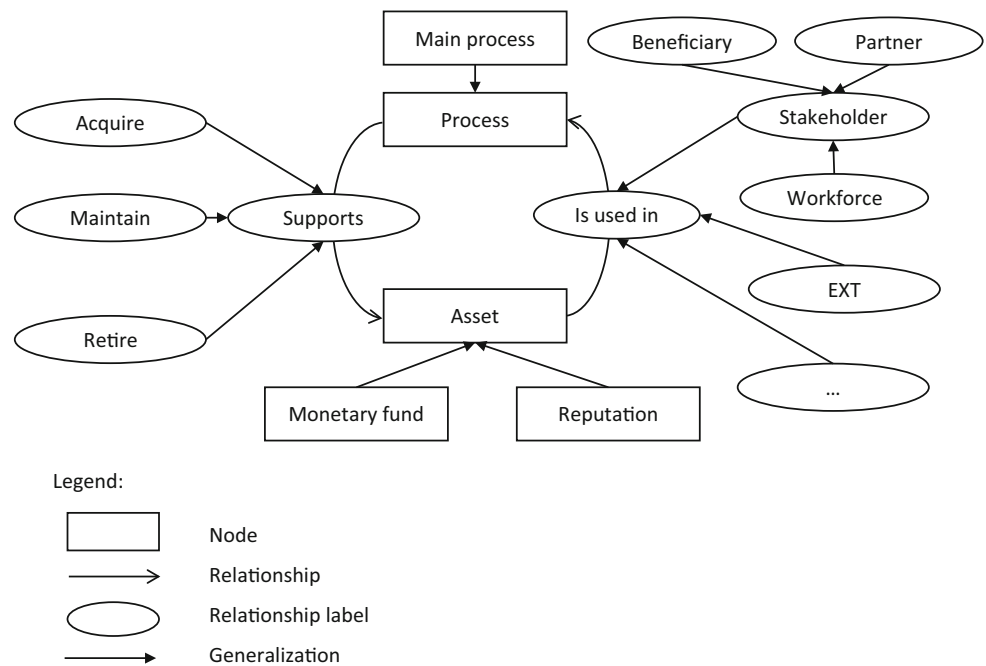 Main process
Beneficiary
Partner
Process
Stakeholder
Acquire
Workforce
Maintain
Supports
Is used in
EXT
Asset
Retire
...
Monetary fund
Reputation
Legend:
Node
Relationship
Relationship label
Generalization